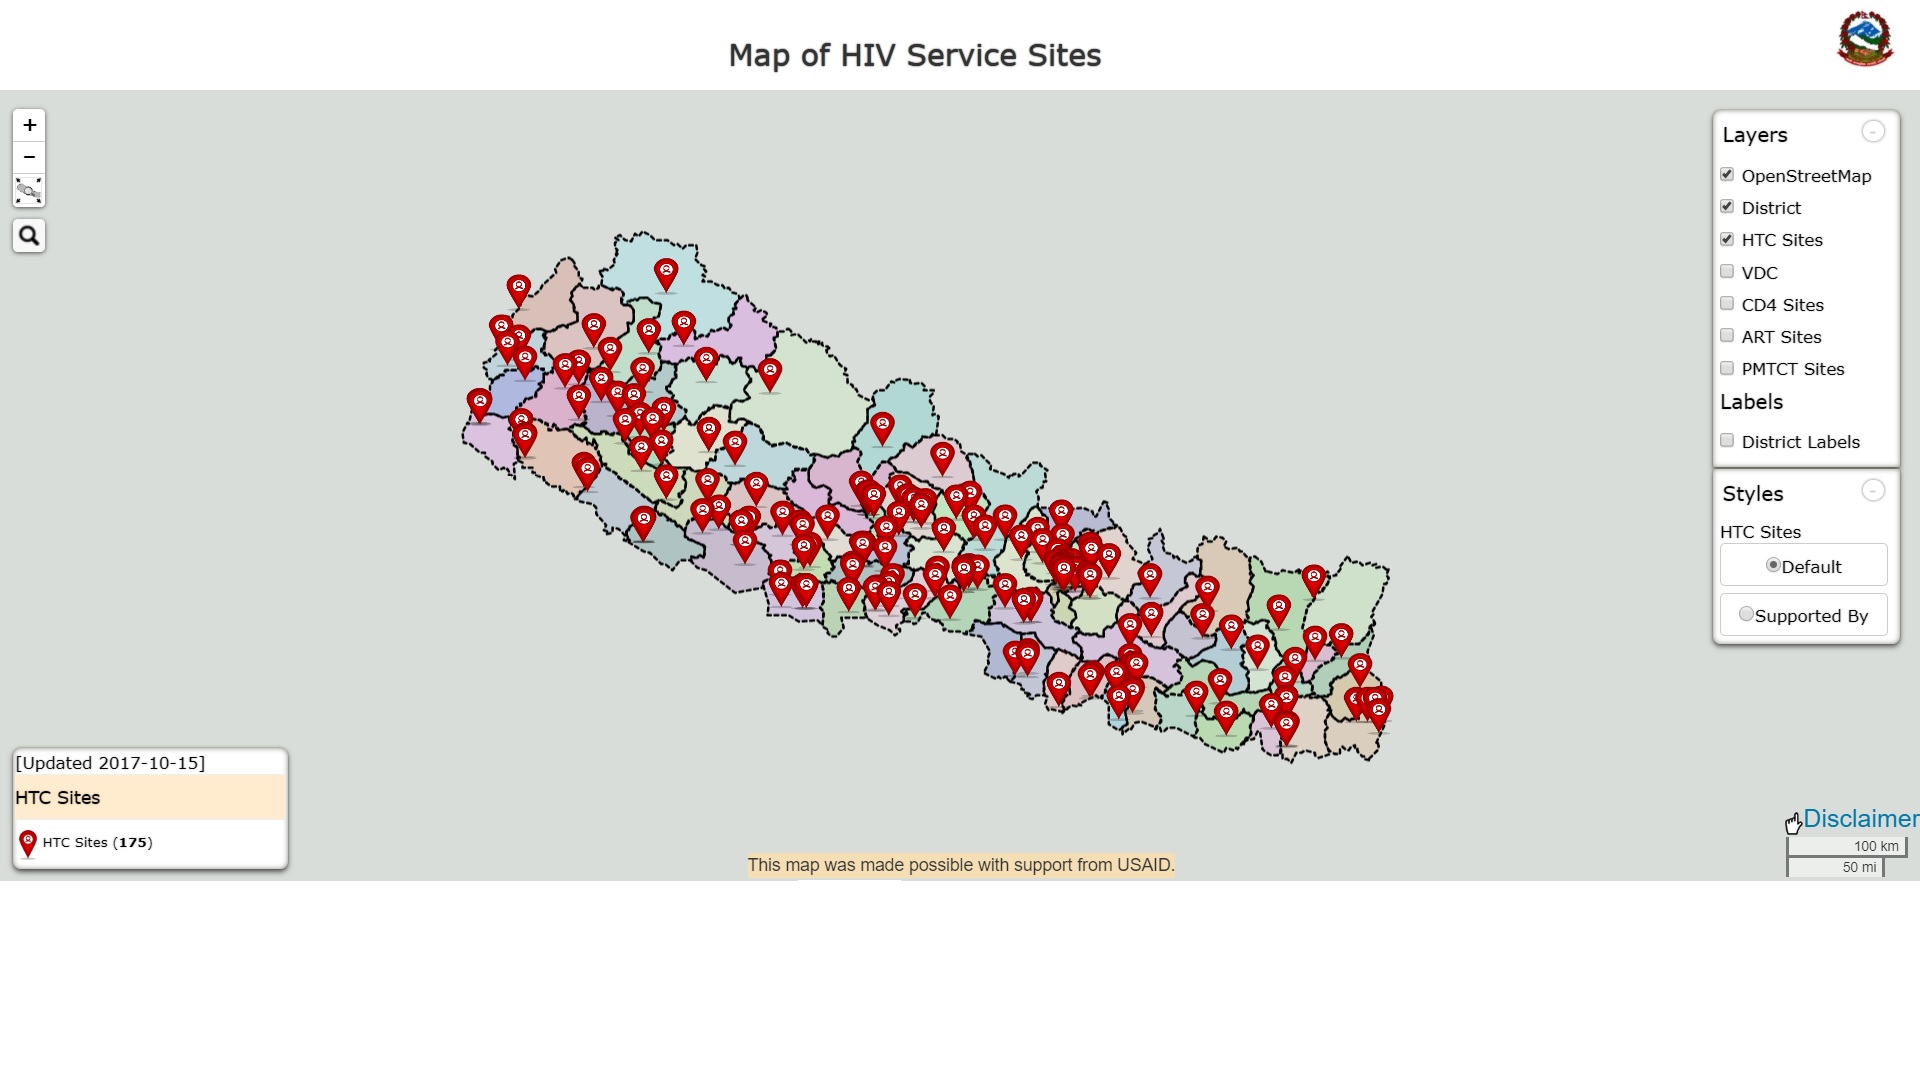 Map of HIV Service Sites
+
−
Layers
-
OpenStreetMap
District
HTC Sites
VDC
CD4 Sites
ART Sites
PMTCT Sites
Labels
District Labels
Styles
-
HTC Sites
Default
Supported By
[Updated 2017-10-15]
HTC Sites
HTC Sites (175)
This map was made possible with support from USAID.
Disclaimer
100 km
50 mi